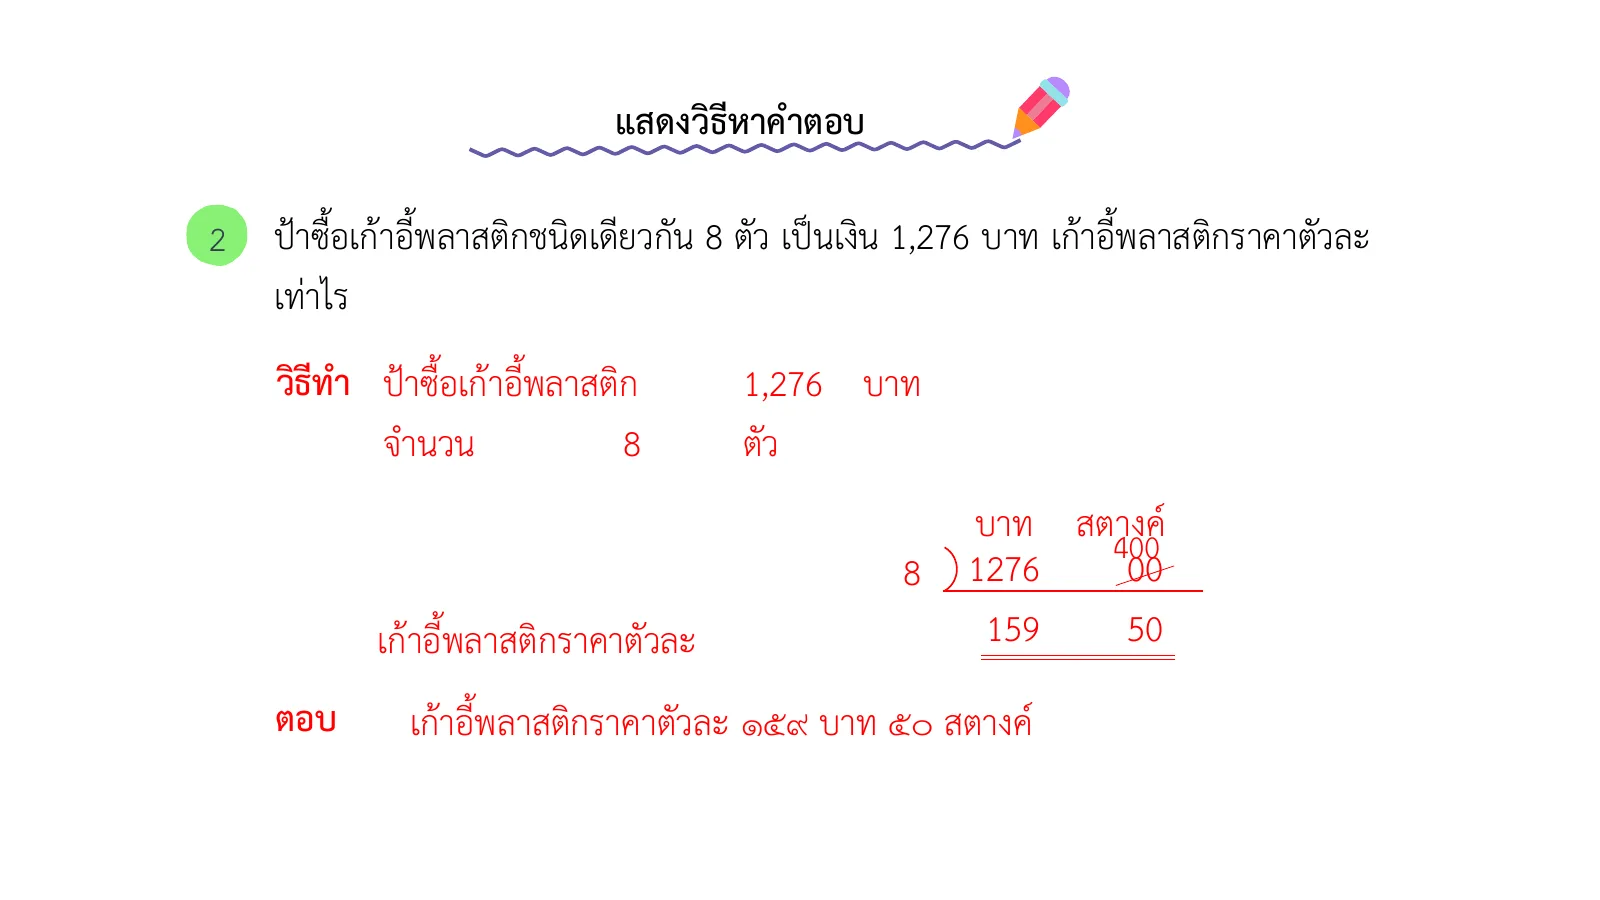 แสดงวิธีหาคำตอบ
2 ป้าซื้อเก้าอี้พลาสติกชนิดเดียวกัน 8 ตัว เป็นเงิน 1,276 บาท เก้าอี้พลาสติกราคาตัวละ
เท่าไร
วิธีทำ ป้าซื้อเก้าอี้พลาสติก 1,276 บาท
จำนวน 8 ตัว
บาท สตางค์
400
8 ) 1276 00
เก้าอี้พลาสติกราคาตัวละ 159 50
ตอบ เก้าอี้พลาสติกราคาตัวละ ๑๕๙ บาท ๕๐ สตางค์